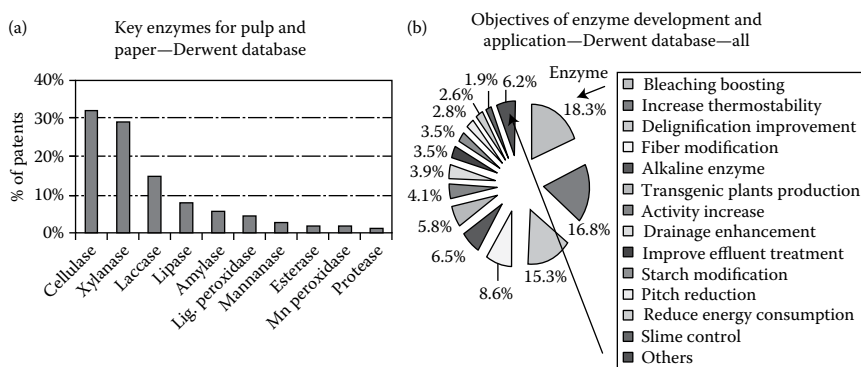 (a)
Key enzymes for pulp and
paper—Derwent database
% of patents
40%
30%
20%
10%
0%
Cellulase
Xylanase
Laccase
Lipase
Amylase
Lig. peroxidase
Mannanase
Esterase
Mn peroxidase
Protease
(b)
Objectives of enzyme development and
application—Derwent database—all
Enzyme
18.3%
16.8%
15.3%
8.6%
6.5%
5.8%
4.1%
3.9%
3.5%
3.5%
2.8%
2.6%
1.9%
6.2%
Bleaching boosting
Increase thermostability
Delignification improvement
Fiber modification
Alkaline enzyme
Transgenic plants production
Activity increase
Drainage enhancement
Improve effluent treatment
Starch modification
Pitch reduction
Reduce energy consumption
Slime control
Others